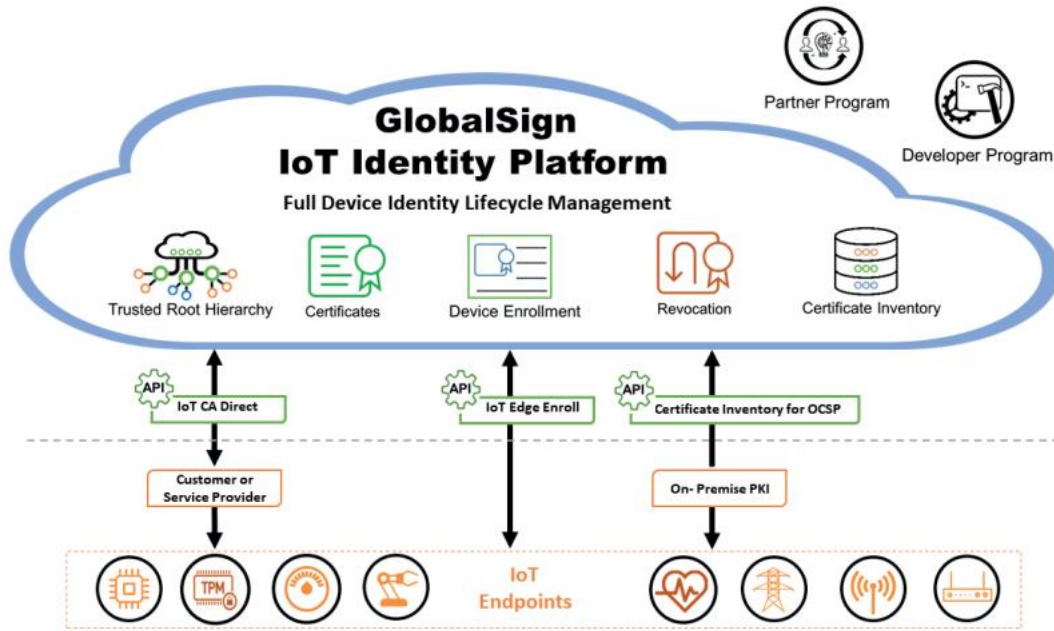 Partner Program
Developer Program
GlobalSign
IoT Identity Platform
Full Device Identity Lifecycle Management
Trusted Root Hierarchy
Certificates
Device Enrollment
Revocation
Certificate Inventory
API
IoT CA Direct
API
IoT Edge Enroll
API
Certificate Inventory for OCSP
Customer or
Service Provider
On- Premise PKI
TPM
IoT
Endpoints